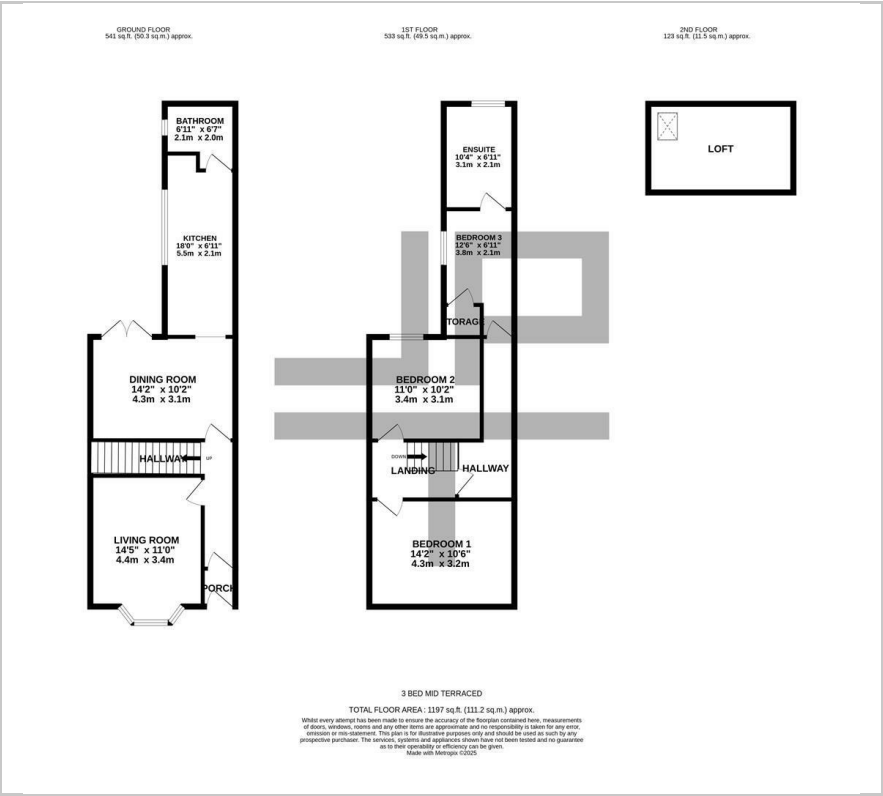 GROUND FLOOR
541 sq.ft. (50.3 sq.m.) approx.
1ST FLOOR
533 sq.ft. (49.5 sq.m.) approx.
2ND FLOOR
123 sq.ft. (11.5 sq.m.) approx.
BATHROOM
6'11" x 6'7"
2.1m x 2.0m
KITCHEN
18'0" x 6'11"
5.5m x 2.1m
DINING ROOM
14'2" x 10'2"
4.3m x 3.1m
HALLWAY
UP
LIVING ROOM
14'5" x 11'0"
4.4m x 3.4m
PORCH
ENSUITE
10'4" x 6'11"
3.1m x 2.1m
BEDROOM 3
12'6" x 6'11"
3.8m x 2.1m
TORAGE
BEDROOM 2
11'0" x 10'2"
3.4m x 3.1m
DOWN
LANDING
HALLWAY
BEDROOM 1
14'2" x 10'6"
4.3m x 3.2m
LOFT
3 BED MID TERRACED
TOTAL FLOOR AREA : 1197 sq.ft. (111.2 sq.m.) approx.
Whilst every attempt has been made to ensure the accuracy of the floorplan contained here, measurements
of doors, windows, rooms and any other items are approximate and no responsibility is taken for any error,
omission or mis-statement. This plan is for illustrative purposes only and should be used as such by any
prospective purchaser. The services, systems and appliances shown have not been tested and no guarantee
as to their operability or efficiency can be given.
Made with Metropix ©2025